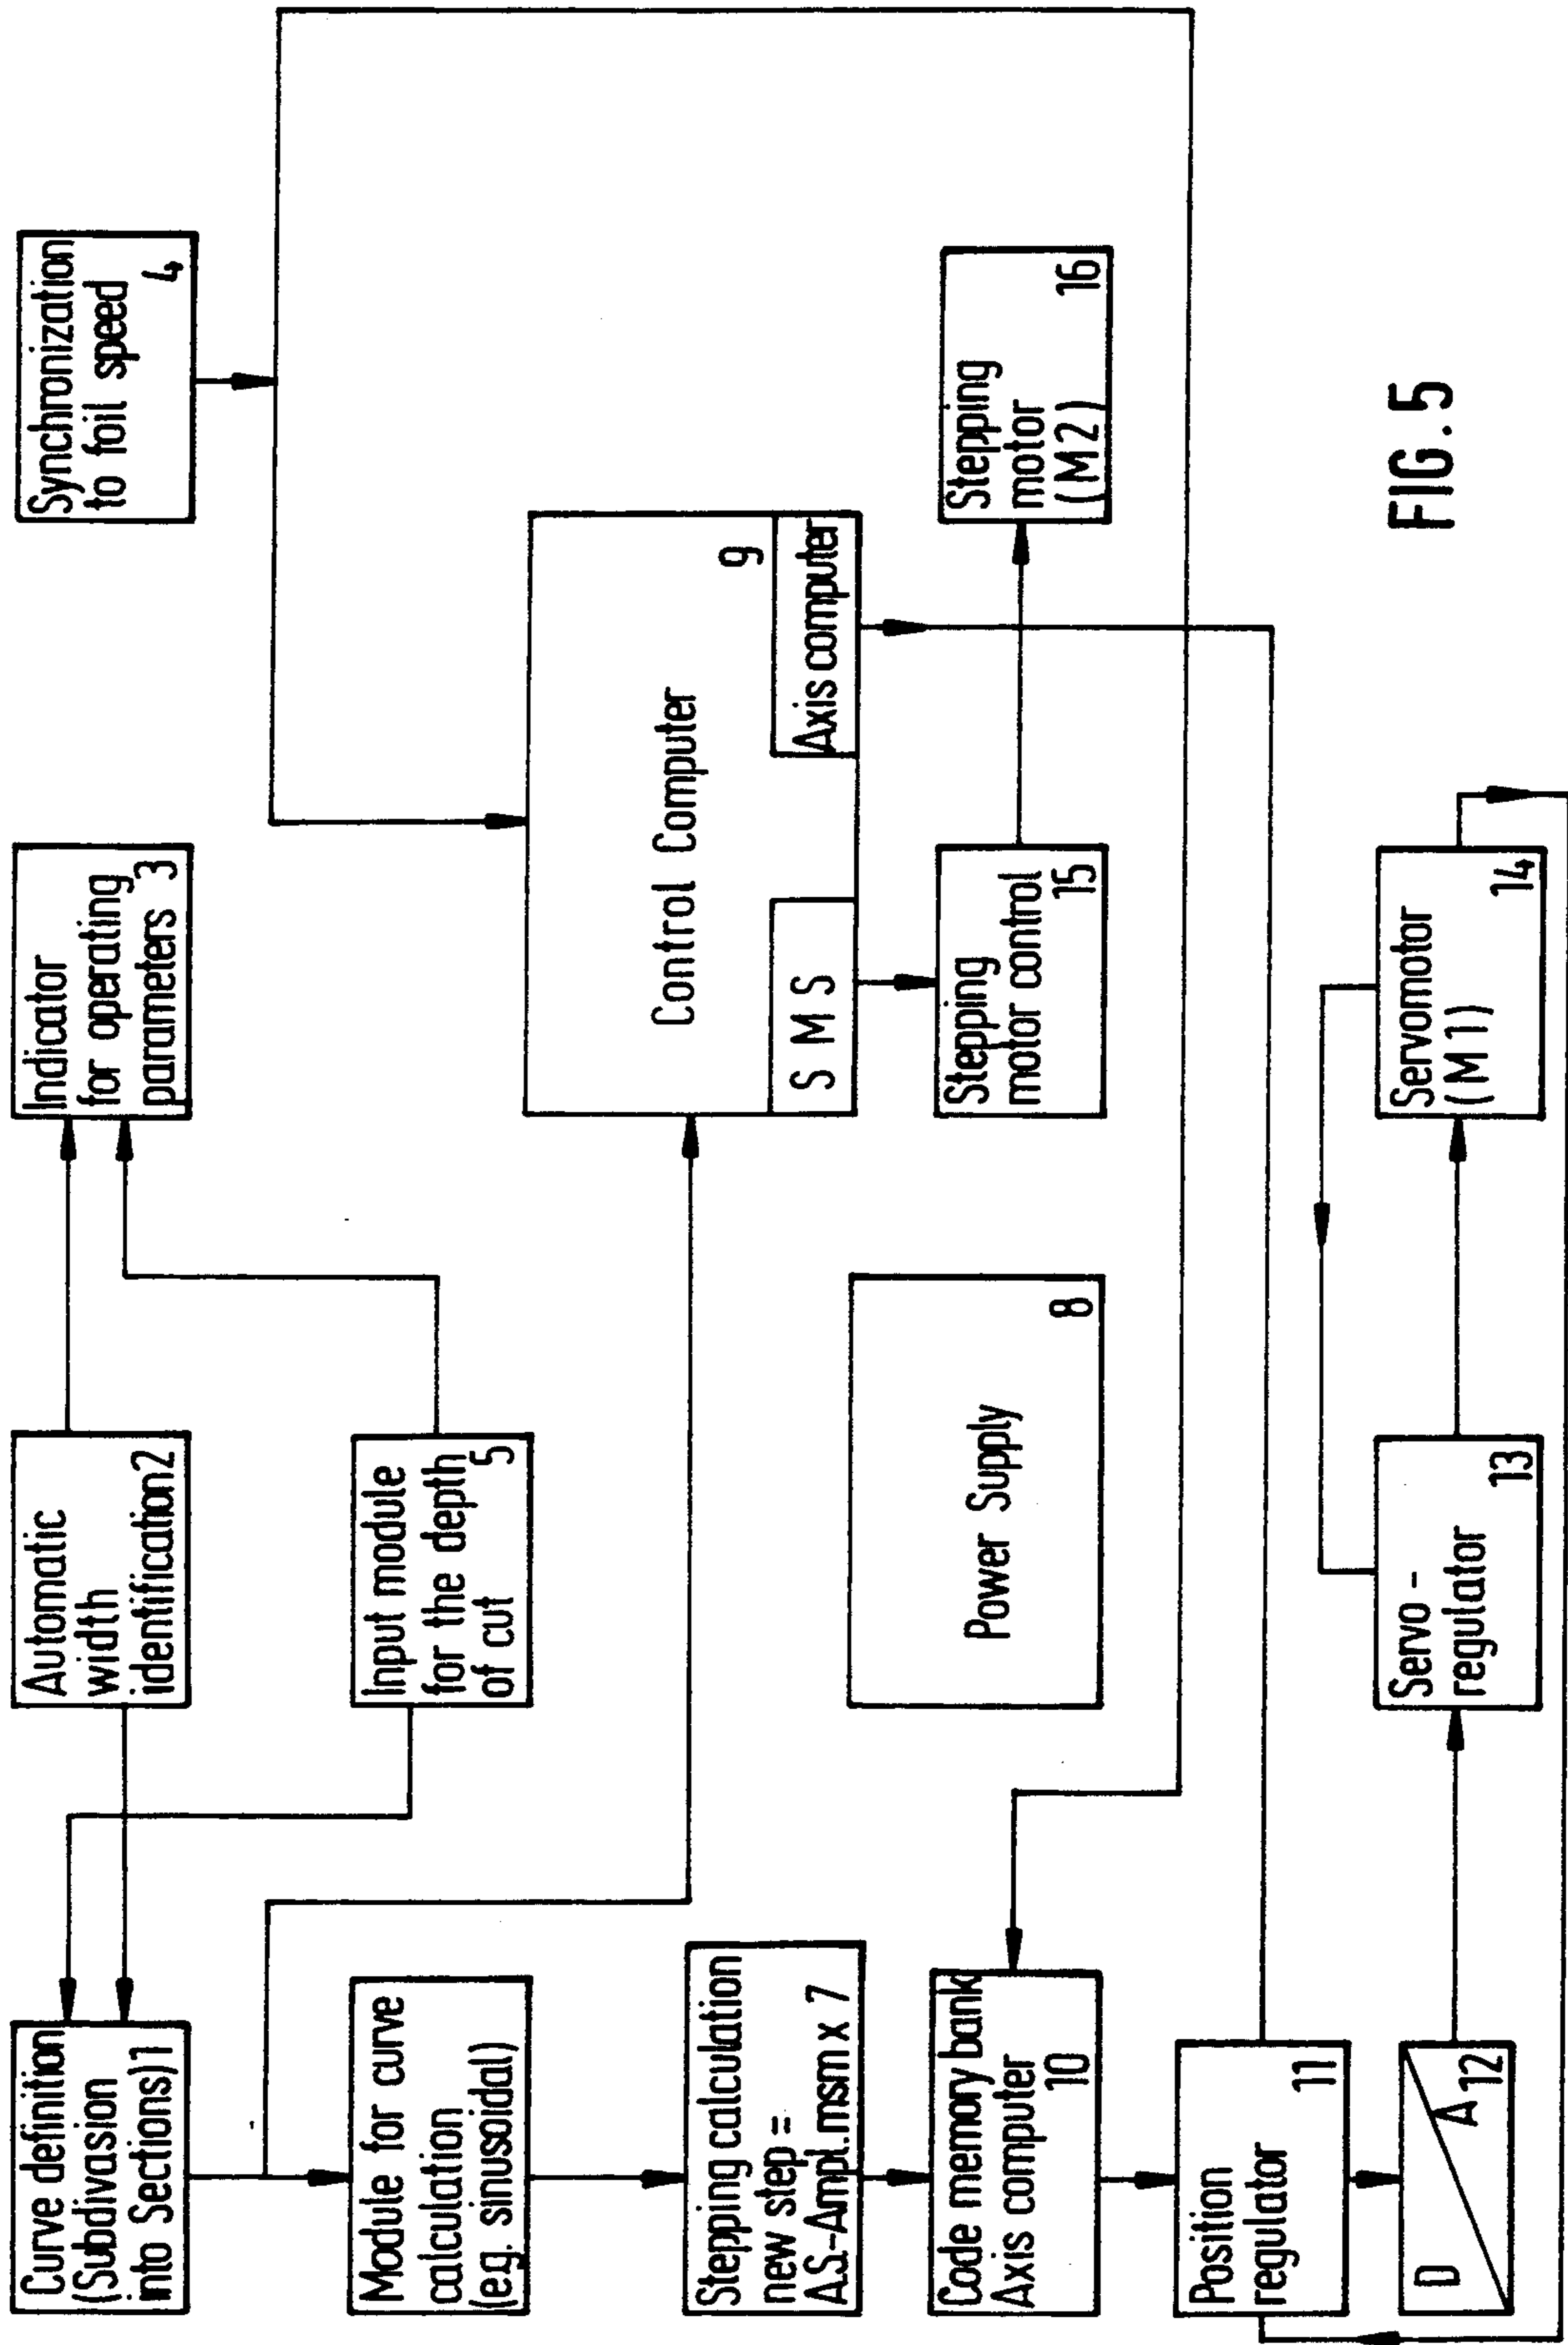 Curve definition
(Subdivasion
into Sections) 1
Automatic
width
identification 2
Indicator
for operating
parameters 3
Synchronization
to foil speed
4
Module for curve
calculation
(e.g. sinusoidal)
Input module
for the depth
of cut 5
Control Computer
9
S M S
Axis computer
Stepping calculation
new step =
A.S.-Ampl.msm x 7
Power Supply
8
Code memory bank
Axis computer
10
Stepping
motor control
15
Stepping
motor
(M2) 16
Position
regulator
11
D A 12
Servo -
regulator
13
Servomotor
(M1)
14
FIG. 5